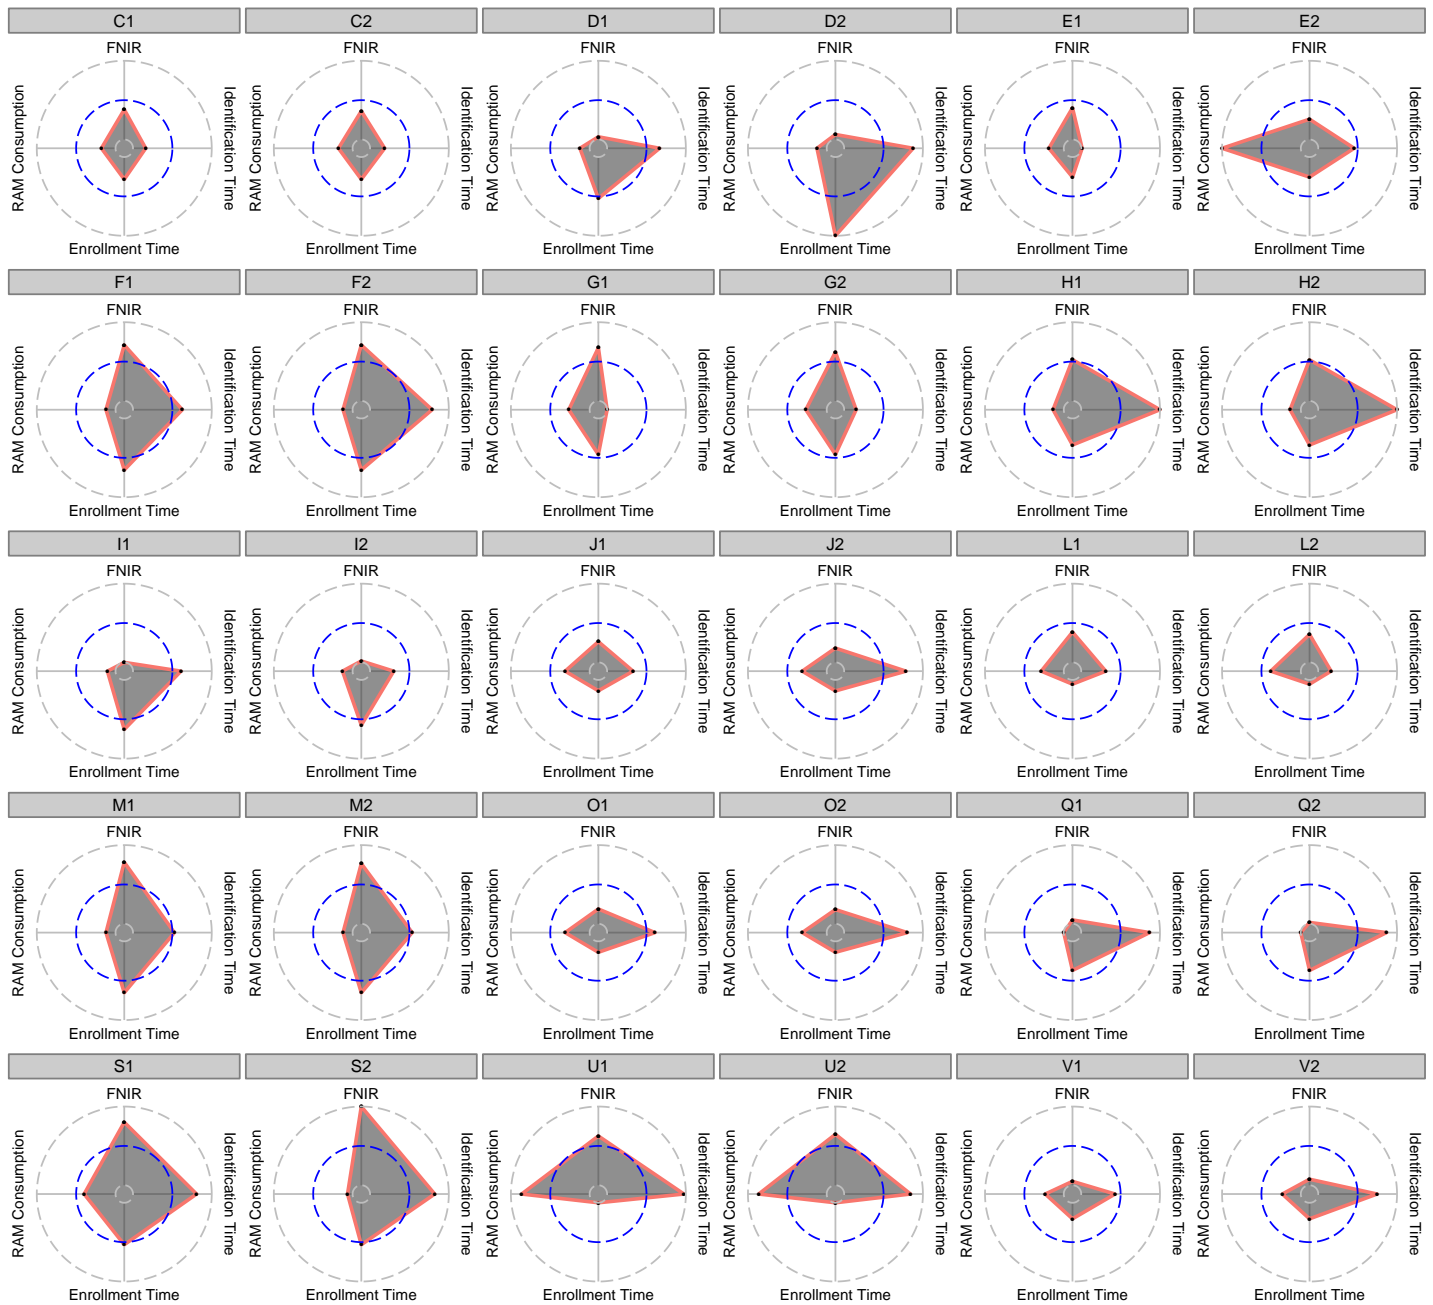 C1 C2 D1 D2 E1 E2
FNIR FNIR FNIR FNIR FNIR FNIR
RAM Consumption Identification Time RAM Consumption Identification Time RAM Consumption Identification Time RAM Consumption Identification Time RAM Consumption Identification Time RAM Consumption Identification Time
Enrollment Time Enrollment Time Enrollment Time Enrollment Time Enrollment Time Enrollment Time
F1 F2 G1 G2 H1 H2
FNIR FNIR FNIR FNIR FNIR FNIR
RAM Consumption Identification Time RAM Consumption Identification Time RAM Consumption Identification Time RAM Consumption Identification Time RAM Consumption Identification Time RAM Consumption Identification Time
Enrollment Time Enrollment Time Enrollment Time Enrollment Time Enrollment Time Enrollment Time
I1 I2 J1 J2 L1 L2
FNIR FNIR FNIR FNIR FNIR FNIR
RAM Consumption Identification Time RAM Consumption Identification Time RAM Consumption Identification Time RAM Consumption Identification Time RAM Consumption Identification Time RAM Consumption Identification Time
Enrollment Time Enrollment Time Enrollment Time Enrollment Time Enrollment Time Enrollment Time
M1 M2 O1 O2 Q1 Q2
FNIR FNIR FNIR FNIR FNIR FNIR
RAM Consumption Identification Time RAM Consumption Identification Time RAM Consumption Identification Time RAM Consumption Identification Time RAM Consumption Identification Time RAM Consumption Identification Time
Enrollment Time Enrollment Time Enrollment Time Enrollment Time Enrollment Time Enrollment Time
S1 S2 U1 U2 V1 V2
FNIR FNIR FNIR FNIR FNIR FNIR
RAM Consumption Identification Time RAM Consumption Identification Time RAM Consumption Identification Time RAM Consumption Identification Time RAM Consumption Identification Time RAM Consumption Identification Time
Enrollment Time Enrollment Time Enrollment Time Enrollment Time Enrollment Time Enrollment Time